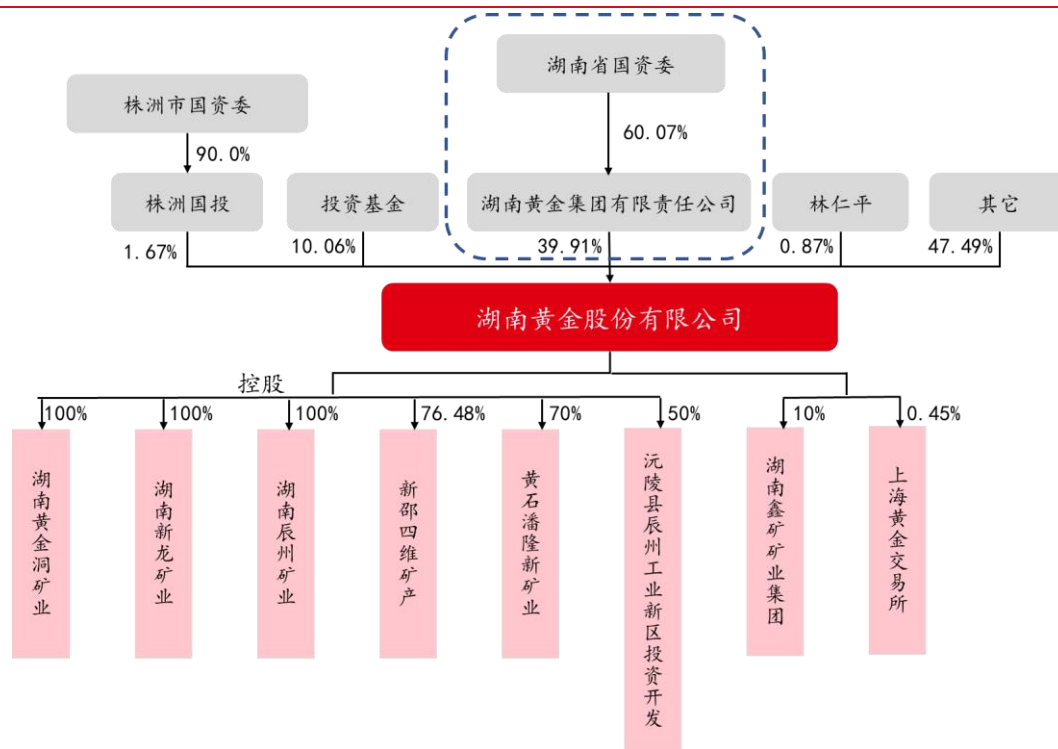 湖南省国资委
株洲市国资委
60.07%
90.0%
株洲国投
投资基金
湖南黄金集团有限责任公司
林仁平
其它
1.67%
10.06%
39.91%
0.87%
47.49%
湖南黄金股份有限公司
控股
100%
100%
100%
76.48%
70%
50%
10%
0.45%
湖南黄金洞矿业
湖南新龙矿业
湖南辰州矿业
新邵四维矿产
黄石潘隆新矿业
沅陵县辰州工业新区投资开发
湖南鑫矿矿业集团
上海黄金交易所